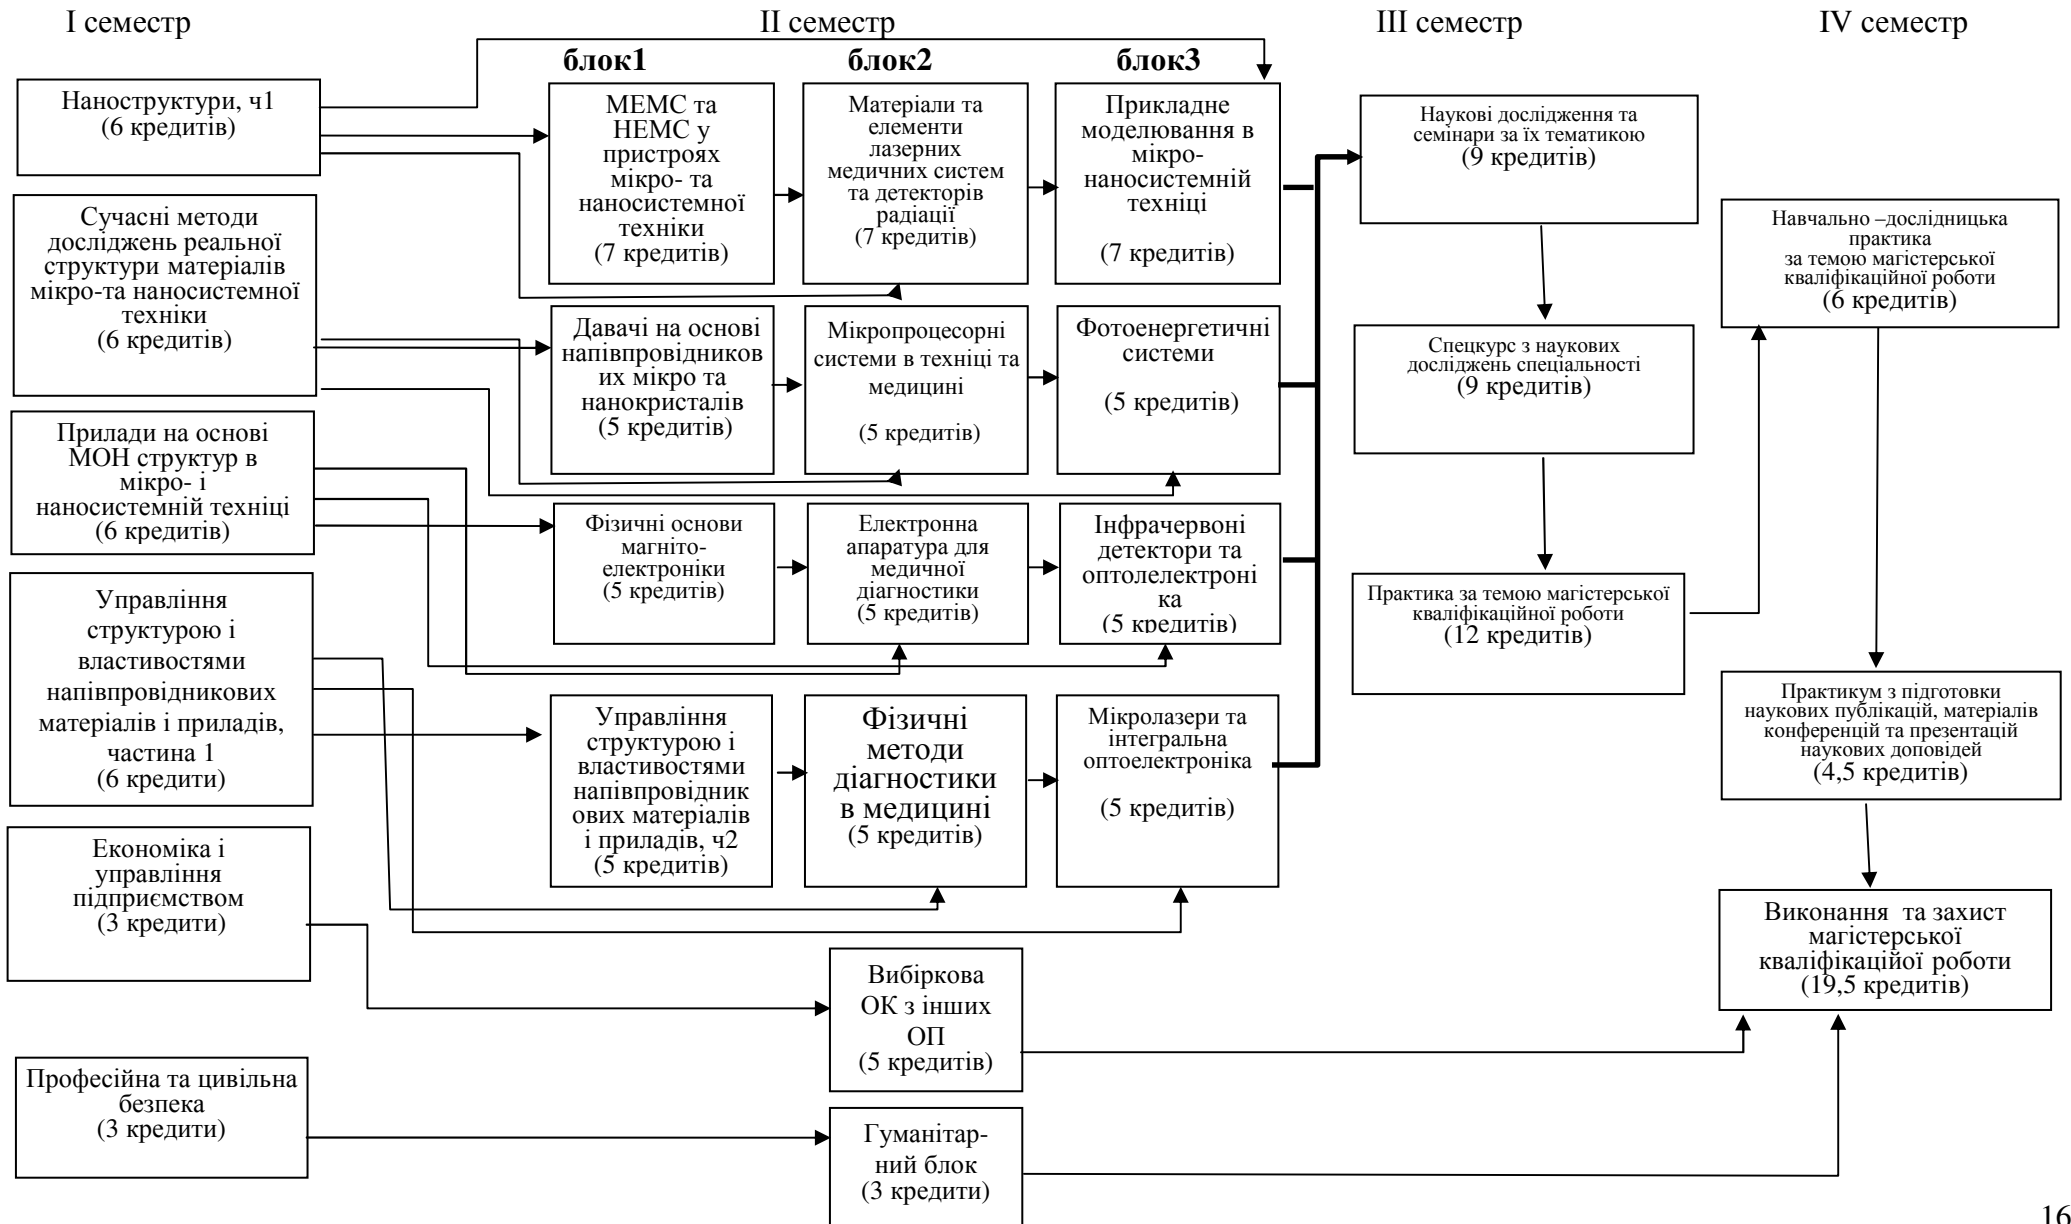 І семестр
ІІ семестр
ІІІ семестр
IV семестр
блок1
блок2
блок3
Наноструктури, ч1
(6 кредитів)
Сучасні методи
досліджень реальної
структури матеріалів
мікро-та наносистемної
техніки
(6 кредитів)
Прилади на основі
МОН структур в
мікро- і
наносистемній техніці
(6 кредитів)
Управління
структурою і
властивостями
напівпровідникових
матеріалів і приладів,
частина 1
(6 кредити)
Економіка і
управління
підприємством
(3 кредити)
Професійна та цивільна
безпека
(3 кредити)
МЕМС та
НЕМС у
пристроях
мікро- та
наносистемної
техніки
(7 кредитів)
Матеріали та
елементи
лазерних
медичних систем
та детекторів
радіації
(7 кредитів)
Прикладне
моделювання в
мікро-
наносистемній
техніці
(7 кредитів)
Давачі на основі
напівпровідников
их мікро та
нанокристалів
(5 кредитів)
Мікропроцесорні
системи в техніці та
медицині
(5 кредитів)
Фотоенергетичні
системи
(5 кредитів)
Фізичні основи
магніто-
електроніки
(5 кредитів)
Електронна
апаратура для
медичної
діагностики
(5 кредитів)
Інфрачервоні
детектори та
оптолелектроні
ка
(5 кредитів)
Управління
структурою і
властивостями
напівпровідник
ових матеріалів
і приладів, ч2
(5 кредитів)
Фізичні
методи
діагностики
в медицині
(5 кредитів)
Мікролазери та
інтегральна
оптоелектроніка
(5 кредитів)
Вибіркова
ОК з інших
ОП
(5 кредитів)
Гуманітар-
ний блок
(3 кредити)
Наукові дослідження та
семінари за їх тематикою
(9 кредитів)
Спецкурс з наукових
досліджень спеціальності
(9 кредитів)
Практика за темою магістерської
кваліфікаційної роботи
(12 кредитів)
Навчально –дослідницька
практика
за темою магістерської
кваліфікаційної роботи
(6 кредитів)
Практикум з підготовки
наукових публікацій, матеріалів
конференцій та презентацій
наукових доповідей
(4,5 кредитів)
Виконання та захист
магістерської
кваліфікаційої роботи
(19,5 кредитів)
16